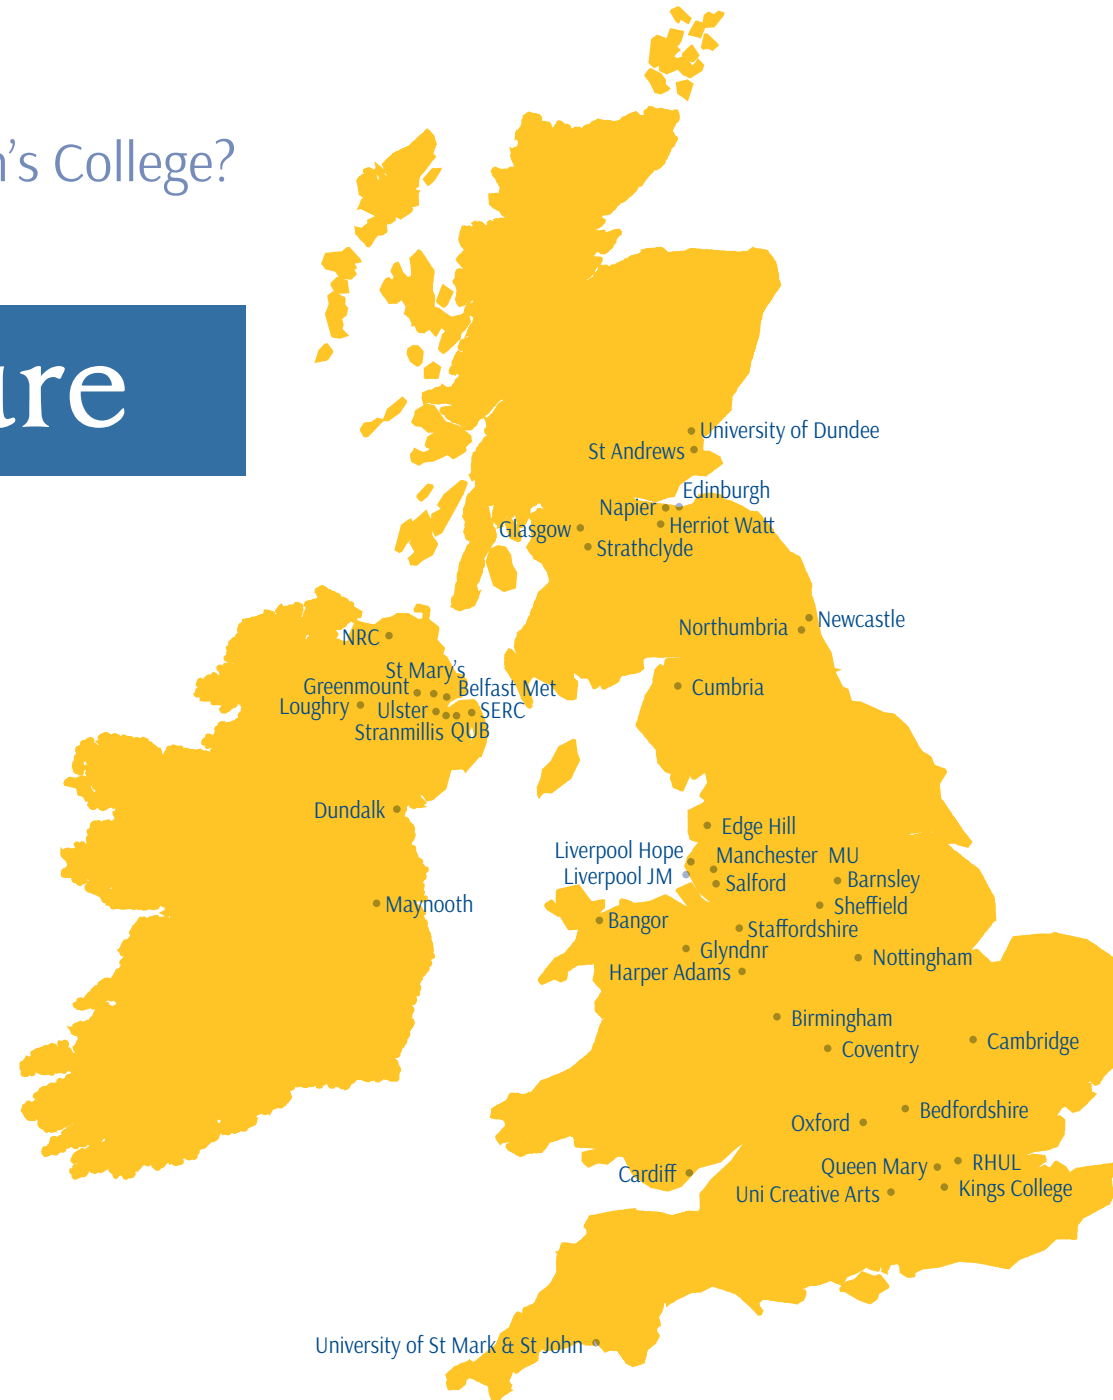 n's College?
ure
University of Dundee
St Andrews
Edinburgh
Napier
Herriot Watt
Glasgow
Strathclyde
Newcastle
Northumbria
NRC
St Mary's
Greenmount
Belfast Met
Cumbria
Loughry
Ulster
SERC
Stranmillis
QUB
Dundalk
Edge Hill
Liverpool Hope
Manchester MU
Liverpool JM
Salford
Barnsley
Maynooth
Sheffield
Bangor
Staffordshire
Glyndnr
Nottingham
Harper Adams
Birmingham
Cambridge
Coventry
Bedfordshire
Oxford
Queen Mary
RHUL
Cardiff
Uni Creative Arts
Kings College
University of St Mark & St John